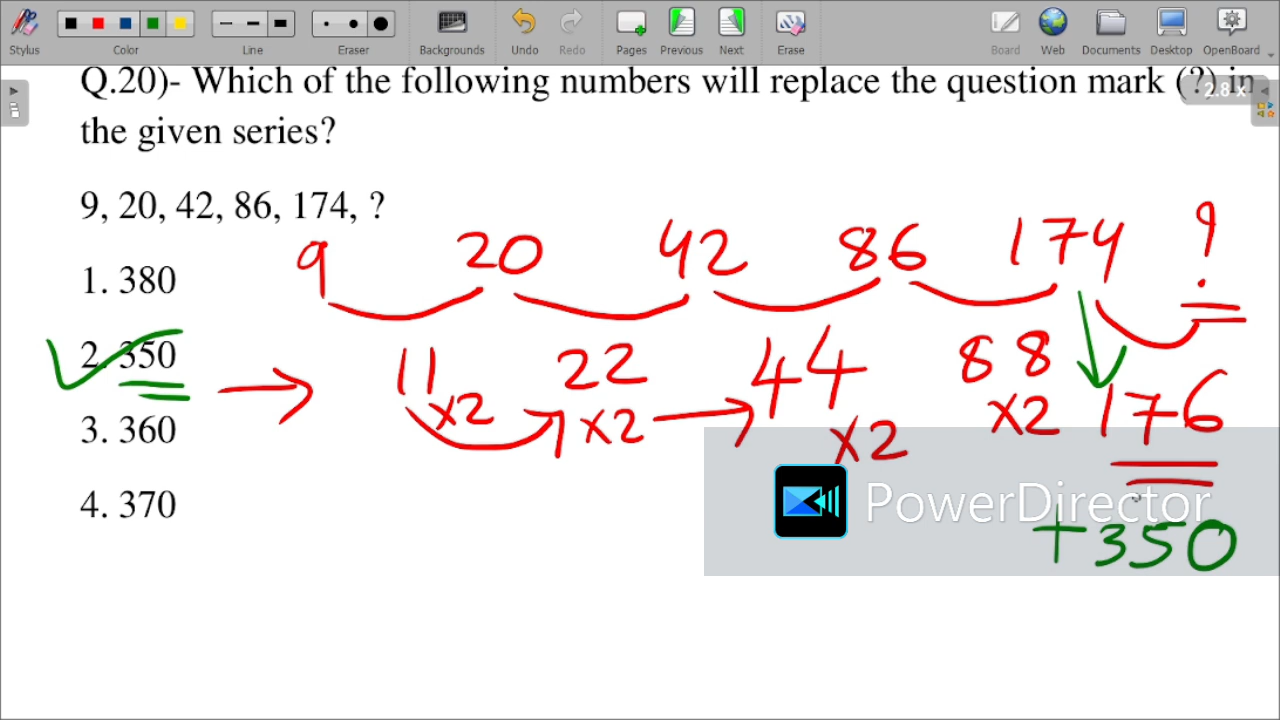 Stylus Color Line Eraser Backgrounds Undo Redo Pages Previous Next Erase Board Web Documents Desktop OpenBoard
Q.20)- Which of the following numbers will replace the question mark (?) in
2.8 x
the given series?
9, 20, 42, 86, 174, ?
9 20 42 86 174 ?
1. 380
2. 350
11 22 44 88 176
x2 x2 x2 x2
3. 360
4. 370
PowerDirector
+350